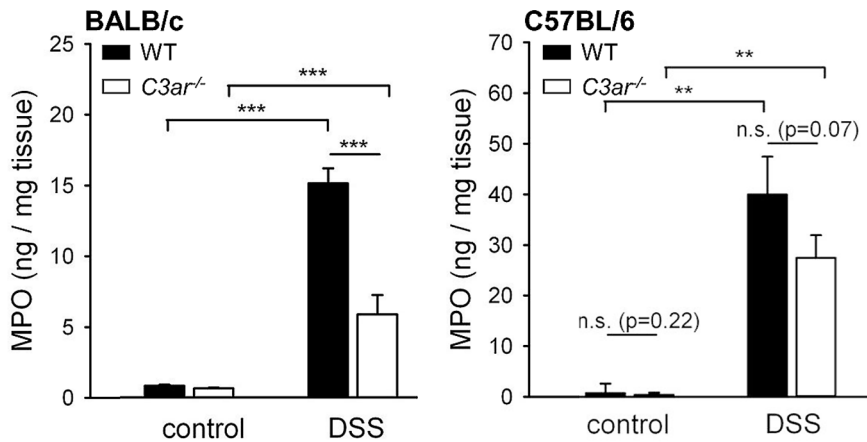 BALB/c
25
20
15
10
5
0
MPO (ng / mg tissue)
WT
C3ar-/-
***
***
***
control
DSS
C57BL/6
70
60
50
40
30
20
10
0
MPO (ng / mg tissue)
WT
C3ar-/-
**
**
n.s. (p=0.07)
n.s. (p=0.22)
control
DSS